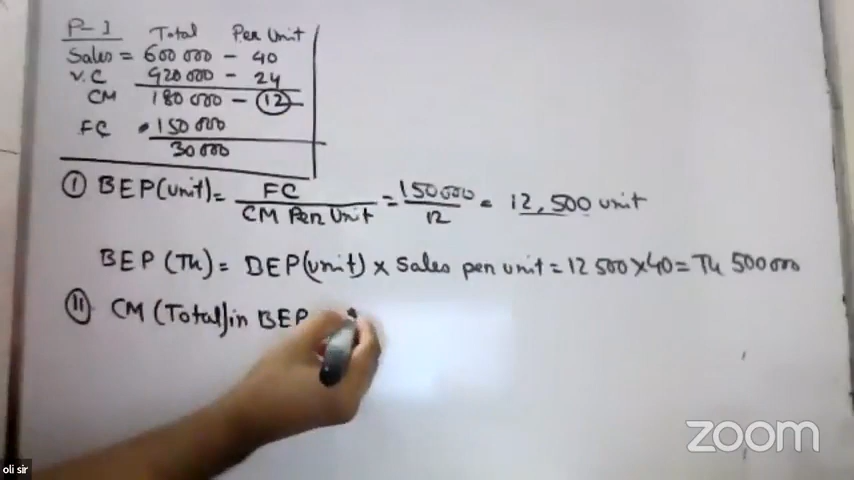 P-1 Total Per Unit
Sales = 600 000 - 40
V.C 420 000 - 24
CM 180 000 - 12
FC 150 000
30 000
I BEP (Unit) = FC / CM Per Unit = 150 000 / 12 = 12,500 unit
BEP (Tk) = BEP (unit) × Sales per unit = 12 500 × 40 = Tk 500 000
II CM (Total) in BEP
zoom
oli sir